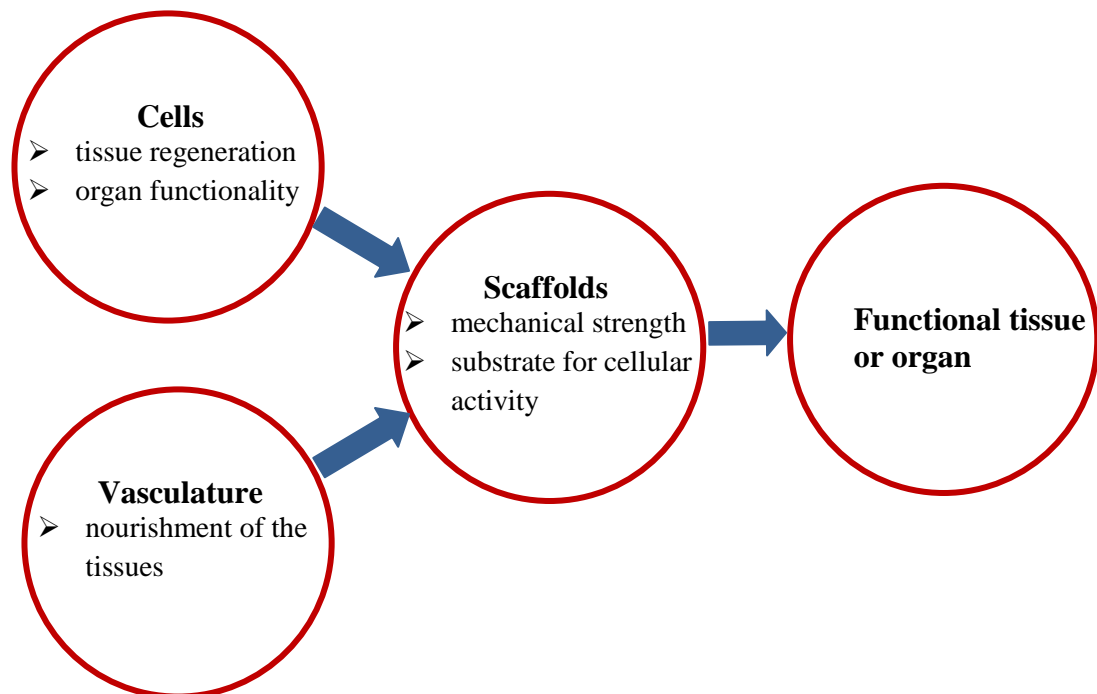 Cells
➢ tissue regeneration
➢ organ functionality
Vasculature
➢ nourishment of the
tissues
Scaffolds
➢ mechanical strength
➢ substrate for cellular
activity
Functional tissue
or organ